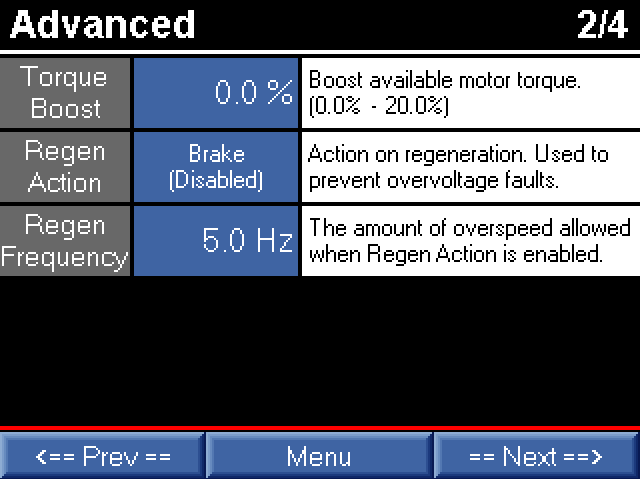 Advanced 2/4
Torque
Boost
0.0 %
Boost available motor torque.
(0.0% - 20.0%)
Regen
Action
Brake
(Disabled)
Action on regeneration. Used to
prevent overvoltage faults.
Regen
Frequency
5.0 Hz
The amount of overspeed allowed
when Regen Action is enabled.
<== Prev == Menu == Next ==>